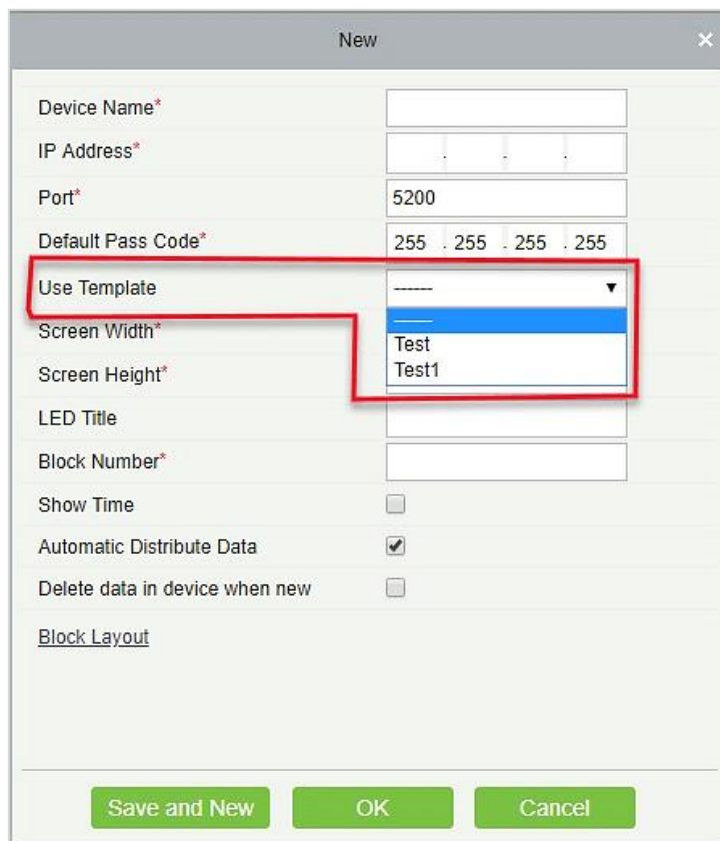 New ×
Device Name*
IP Address* . . .
Port* 5200
Default Pass Code* 255 . 255 . 255 . 255
Use Template ------ ▼
------
Screen Width*
Test
Screen Height* Test1
LED Title
Block Number*
Show Time
Automatic Distribute Data ✔
Delete data in device when new
Block Layout
Save and New OK Cancel